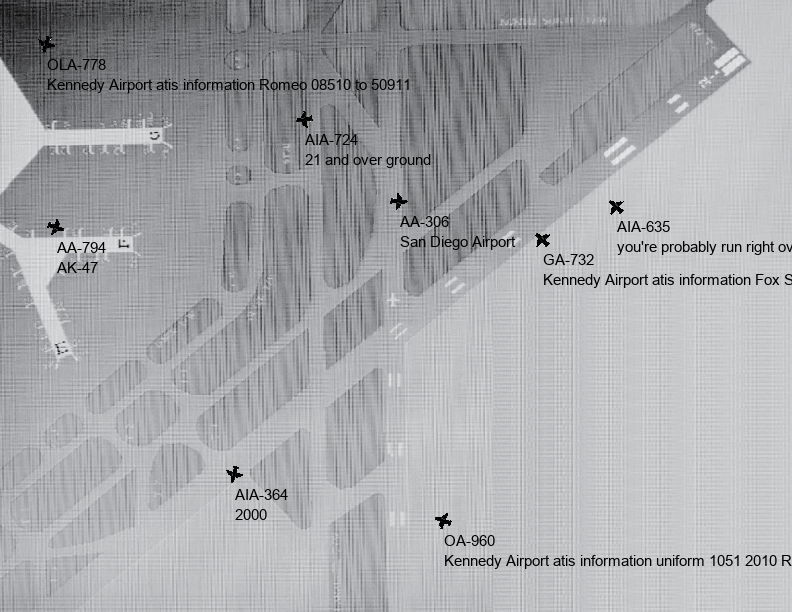 OLA-778
Kennedy Airport atis information Romeo 08510 to 50911
AIA-724
21 and over ground
AA-306
San Diego Airport
AIA-635
you're probably run right ov
AA-794
AK-47
GA-732
Kennedy Airport atis information Fox S
AIA-364
2000
OA-960
Kennedy Airport atis information uniform 1051 2010 R